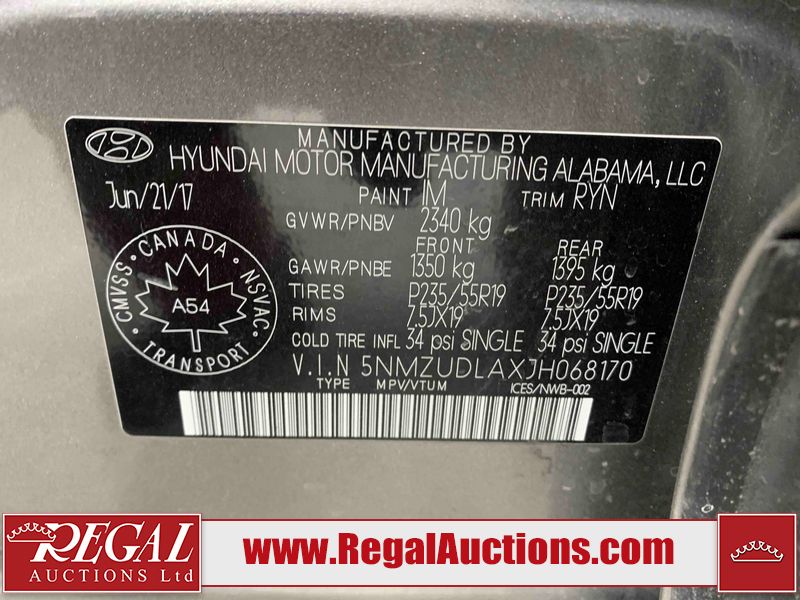 MANUFACTURED BY
HYUNDAI MOTOR MANUFACTURING ALABAMA, LLC
Jun/21/17 PAINT IM TRIM RYN
GVWR/PNBV 2340 kg
FRONT REAR
GAWR/PNBE 1350 kg 1395 kg
TIRES P235/55R19 P235/55R19
RIMS 7.5JX19 7.5JX19
COLD TIRE INFL 34 psi SINGLE 34 psi SINGLE
V.I.N 5NMZUDLAXJH068170
TYPE MPV/VTUM ICES/NWB-002
CMVSS • CANADA • NSVAC
A54
TRANSPORT
REGAL
AUCTIONS Ltd
www.RegalAuctions.com